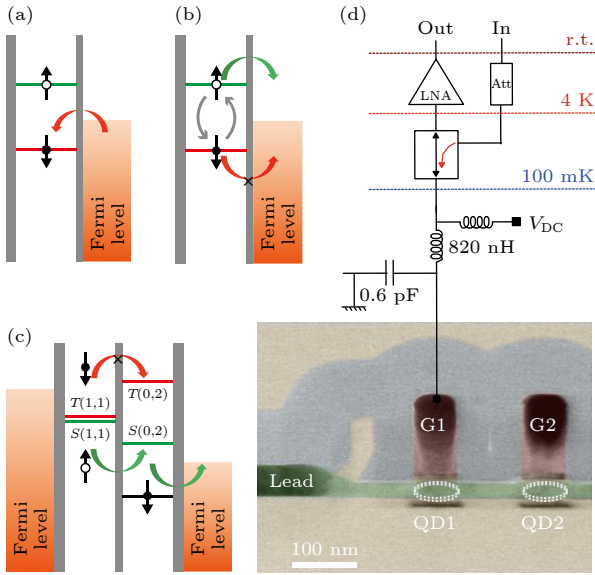 (a)
Fermi
level
(b)
Fermi
level
(c)
T(1,1)
S(1,1)
T(0,2)
S(0,2)
Fermi
level
Fermi
level
(d)
Out
In
r.t.
LNA
Att
4 K
100 mK
V_DC
820 nH
0.6 pF
G1
G2
Lead
QD1
QD2
100 nm